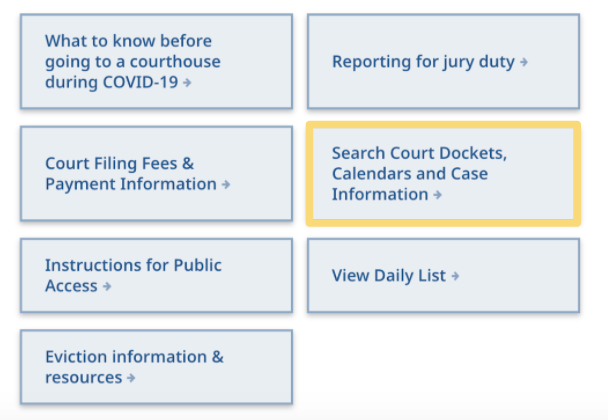 What to know before
going to a courthouse
during COVID-19 →
Reporting for jury duty →
Court Filing Fees &
Payment Information →
Search Court Dockets,
Calendars and Case
Information →
Instructions for Public
Access →
View Daily List →
Eviction information &
resources →